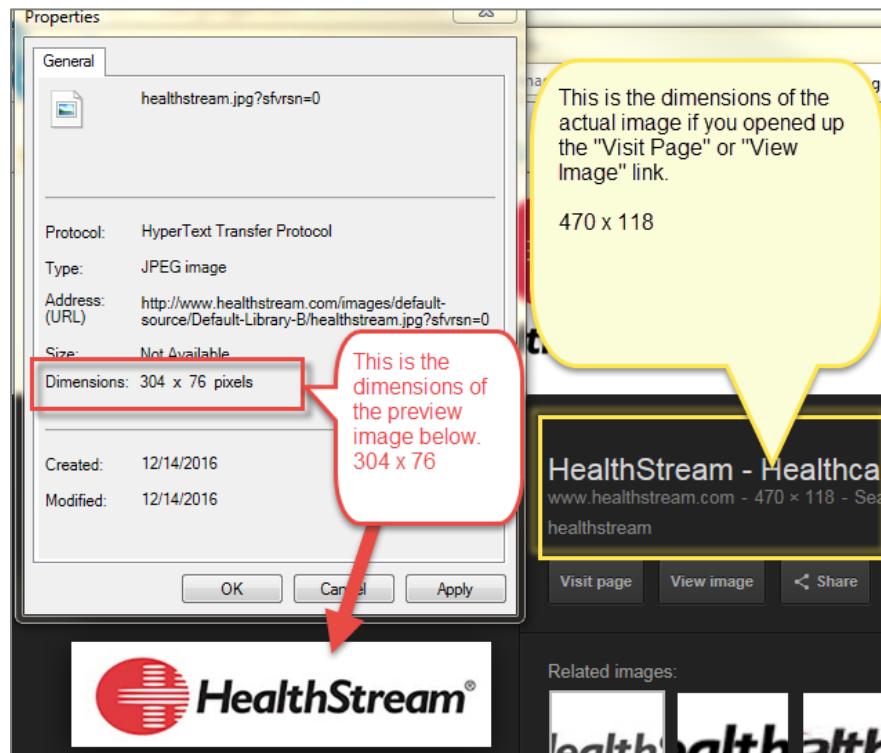 Properties
General
healthstream.jpg?sfvrsn=0
Protocol: HyperText Transfer Protocol
Type: JPEG image
Address: (URL) http://www.healthstream.com/images/default-
source/Default-Library-B/healthstream.jpg?sfvrsn=0
Size: Not Available
Dimensions: 304 x 76 pixels
Created: 12/14/2016
Modified: 12/14/2016
OK Cancel Apply
This is the
dimensions of
the preview
image below.
304 x 76
HealthStream®
This is the dimensions of the
actual image if you opened up
the "Visit Page" or "View
Image" link.
470 x 118
HealthStream - Healthca
www.healthstream.com - 470 × 118 - Sea
healthstream
Visit page View image Share
Related images:
ealth alth alth